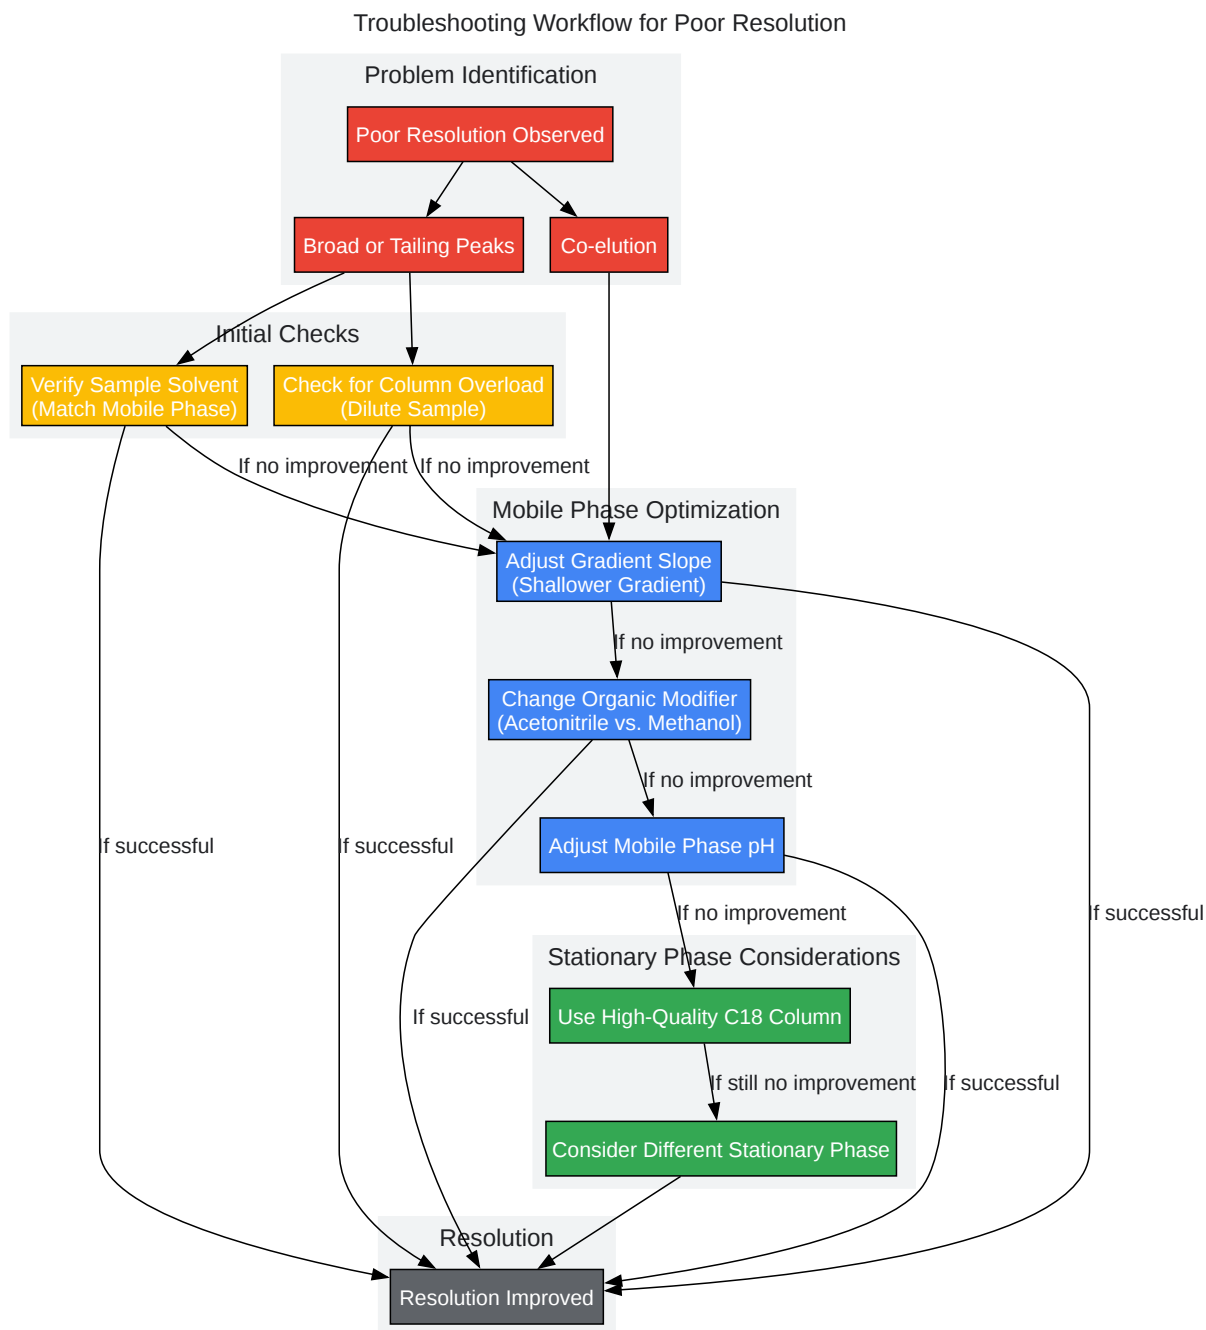 Troubleshooting Workflow for Poor Resolution
Problem Identification
Poor Resolution Observed
Broad or Tailing Peaks
Co-elution
Initial Checks
Verify Sample Solvent
(Match Mobile Phase)
Check for Column Overload
(Dilute Sample)
If no improvement
If no improvement
Mobile Phase Optimization
Adjust Gradient Slope
(Shallower Gradient)
If no improvement
Change Organic Modifier
(Acetonitrile vs. Methanol)
If no improvement
Adjust Mobile Phase pH
If successful
If successful
If no improvement
If successful
Stationary Phase Considerations
Use High-Quality C18 Column
If successful
If still no improvement
If successful
Consider Different Stationary Phase
Resolution
Resolution Improved